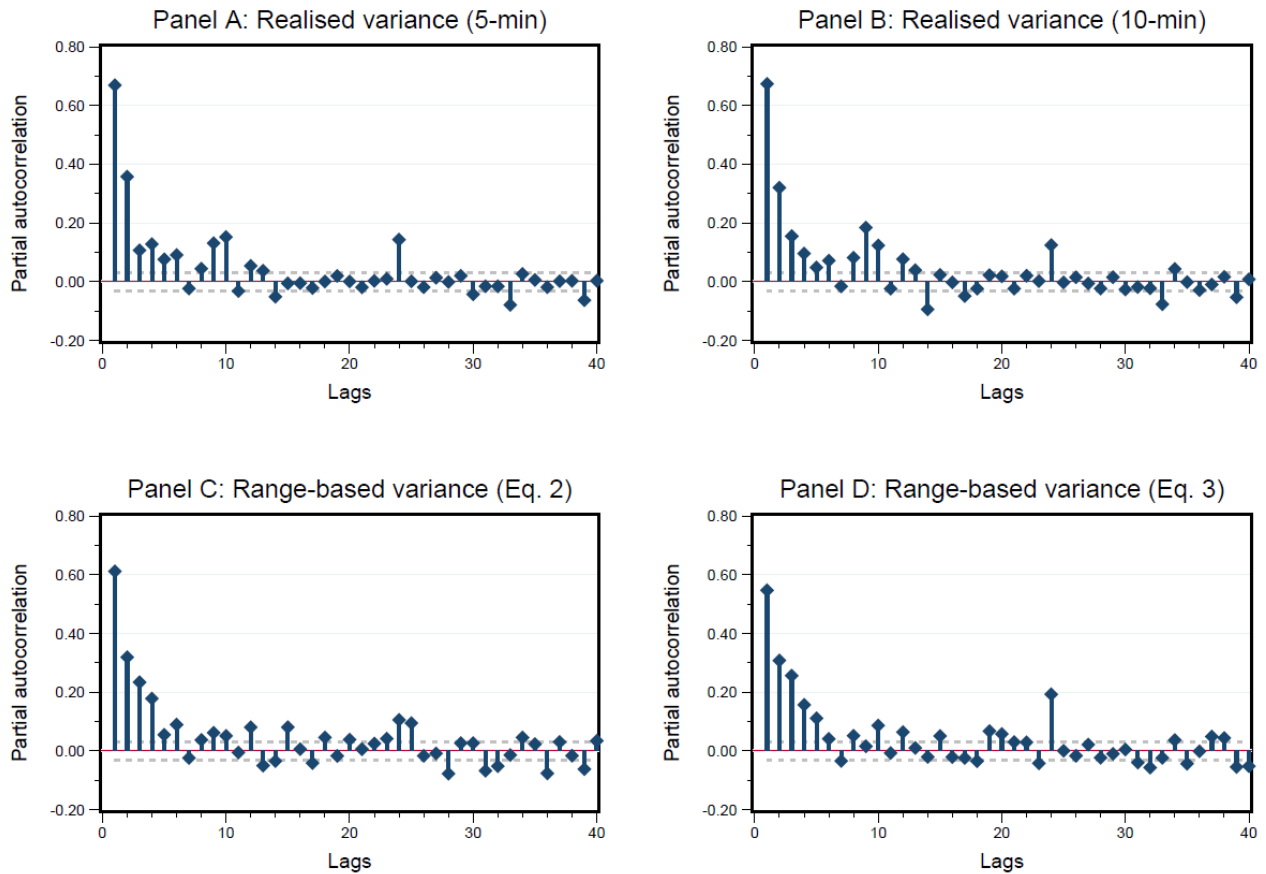 Panel A: Realised variance (5-min)
Partial autocorrelation
0.80
0.60
0.40
0.20
0.00
-0.20
0 10 20 30 40
Lags
Panel B: Realised variance (10-min)
Partial autocorrelation
0.80
0.60
0.40
0.20
0.00
-0.20
0 10 20 30 40
Lags
Panel C: Range-based variance (Eq. 2)
Partial autocorrelation
0.80
0.60
0.40
0.20
0.00
-0.20
0 10 20 30 40
Lags
Panel D: Range-based variance (Eq. 3)
Partial autocorrelation
0.80
0.60
0.40
0.20
0.00
-0.20
0 10 20 30 40
Lags